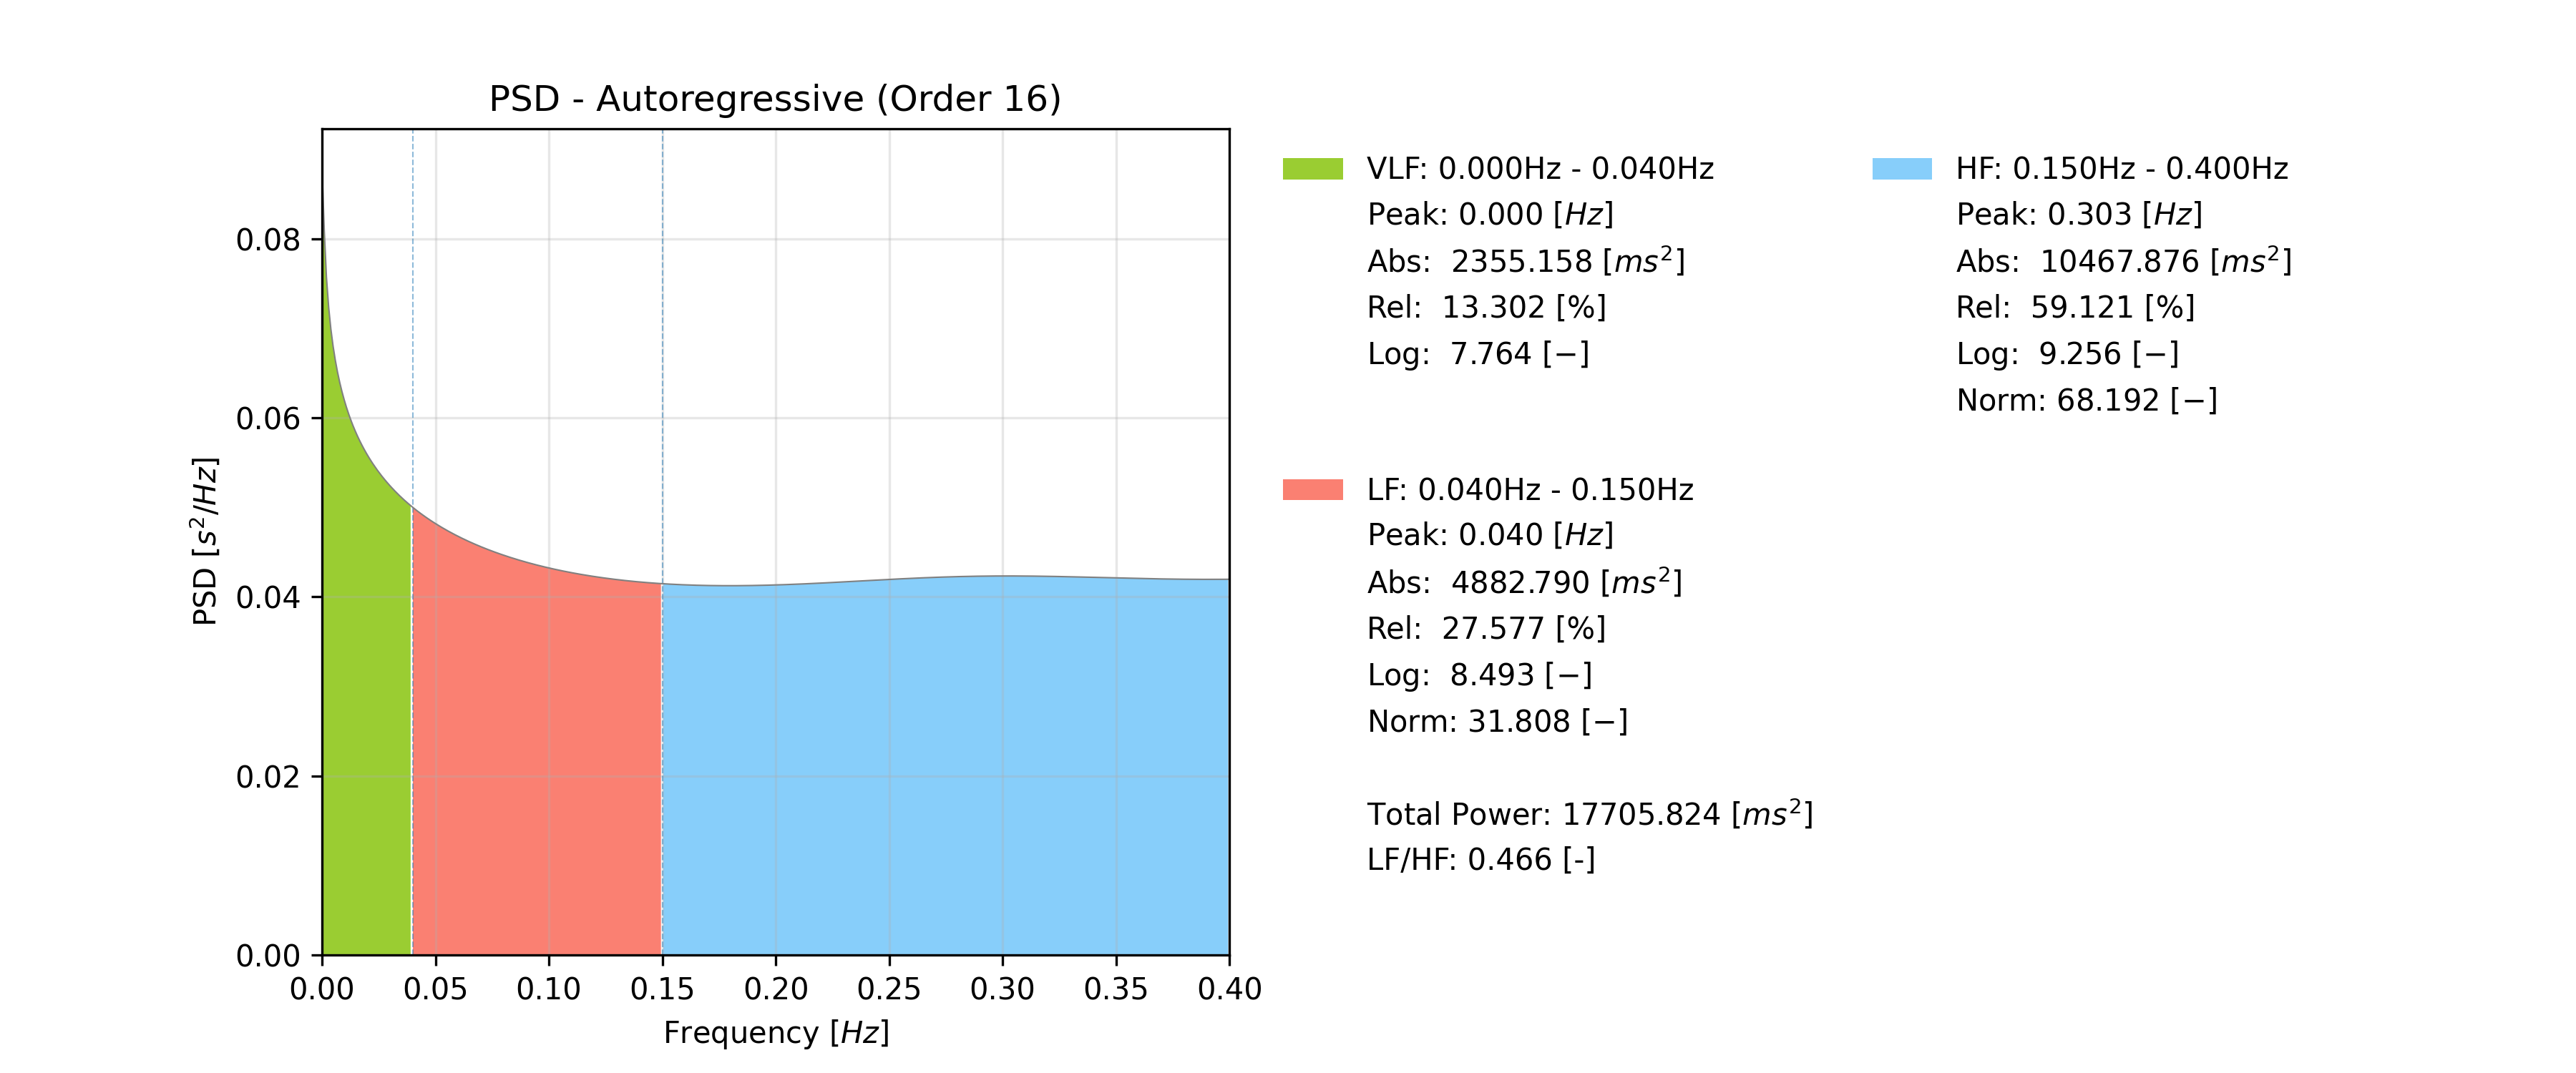 PSD - Autoregressive (Order 16)
PSD [s²/Hz]
0.08
0.06
0.04
0.02
0.00
0.00 0.05 0.10 0.15 0.20 0.25 0.30 0.35 0.40
Frequency [Hz]
VLF: 0.000Hz - 0.040Hz
Peak: 0.000 [Hz]
Abs: 2355.158 [ms²]
Rel: 13.302 [%]
Log: 7.764 [−]
LF: 0.040Hz - 0.150Hz
Peak: 0.040 [Hz]
Abs: 4882.790 [ms²]
Rel: 27.577 [%]
Log: 8.493 [−]
Norm: 31.808 [−]
Total Power: 17705.824 [ms²]
LF/HF: 0.466 [-]
HF: 0.150Hz - 0.400Hz
Peak: 0.303 [Hz]
Abs: 10467.876 [ms²]
Rel: 59.121 [%]
Log: 9.256 [−]
Norm: 68.192 [−]